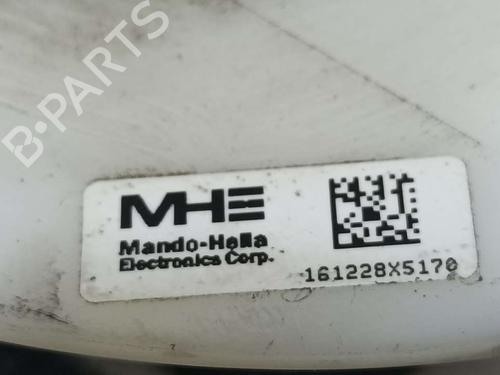 B-PARTS
MHE
Mando-Hella
Electronics Corp.
161228X5170